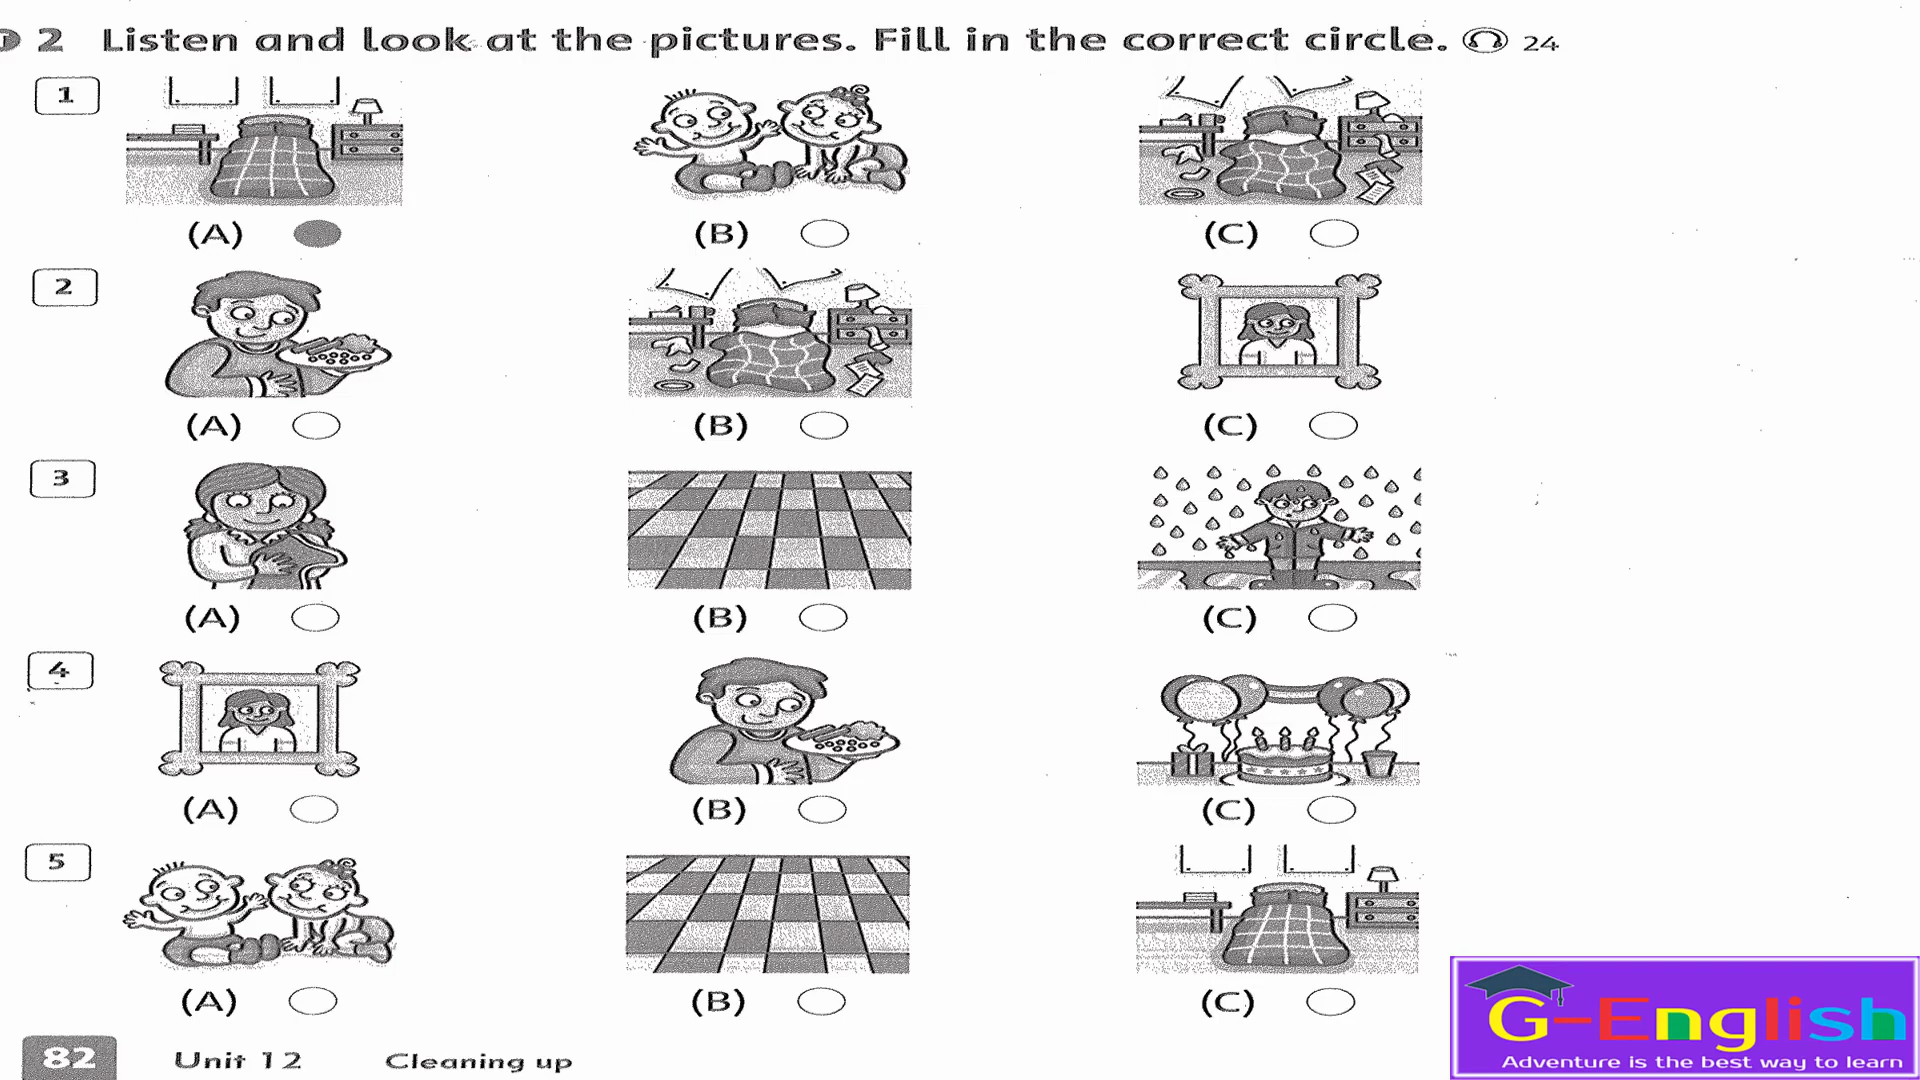 2 Listen and look at the pictures. Fill in the correct circle. 24
1
(A) (B) (C)
2
(A) (B) (C)
3
(A) (B) (C)
4
(A) (B) (C)
5
(A) (B) (C)
82 Unit 12 Cleaning up
G-English
Adventure is the best way to learn